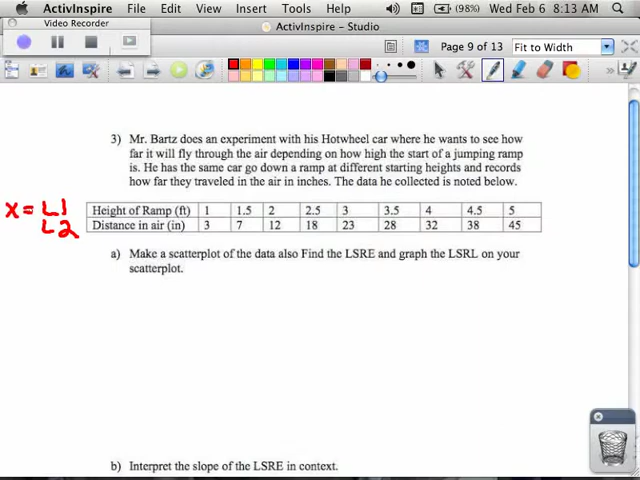 ActivInspire File Edit View Insert Tools Help (98%) Wed Feb 6 8:13 AM
Video Recorder
ActivInspire - Studio
Page 9 of 13 Fit to Width
3) Mr. Bartz does an experiment with his Hotwheel car where he wants to see how
far it will fly through the air depending on how high the start of a jumping ramp
is. He has the same car go down a ramp at different starting heights and records
how far they traveled in the air in inches. The data he collected is noted below.
x = L1
Height of Ramp (ft) 1 1.5 2 2.5 3 3.5 4 4.5 5
L2
Distance in air (in) 3 7 12 18 23 28 32 38 45
a) Make a scatterplot of the data also Find the LSRE and graph the LSRL on your
scatterplot.
b) Interpret the slope of the LSRE in context.